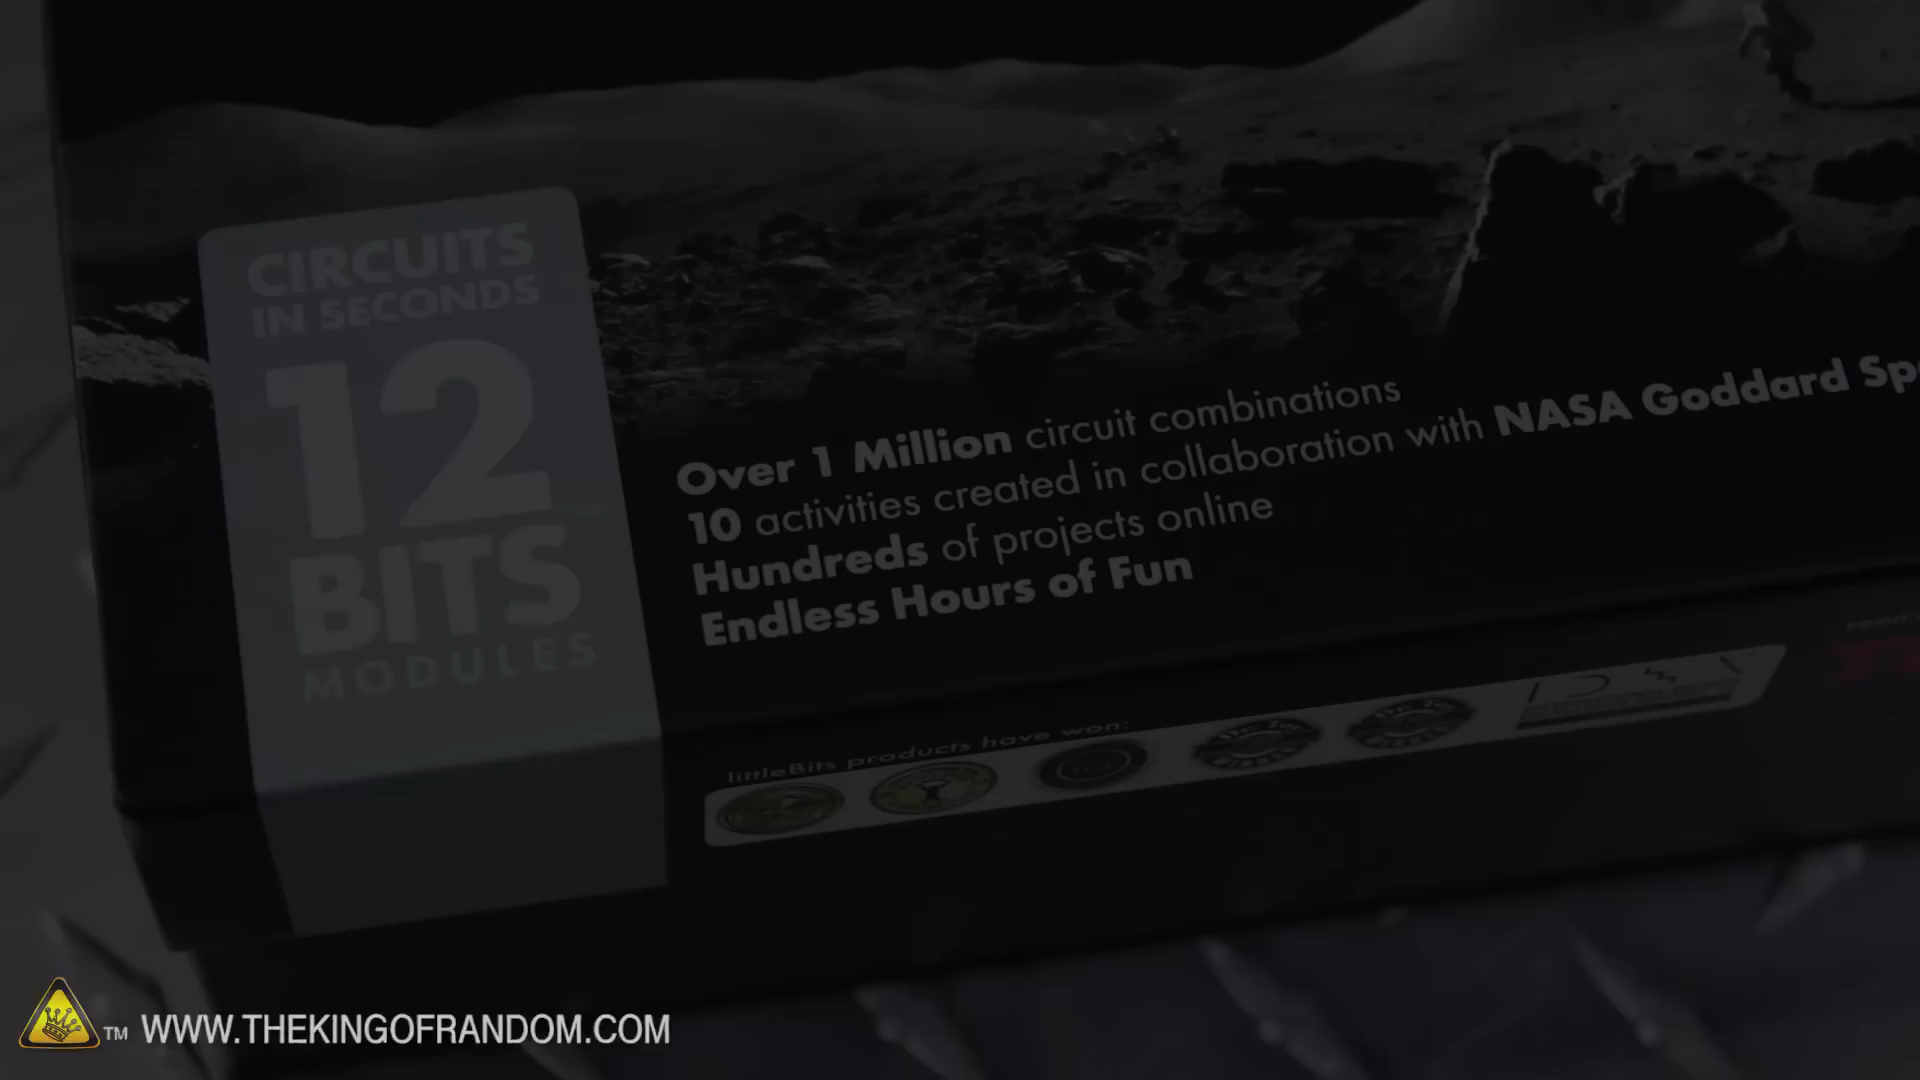 CIRCUITS
IN SECONDS
12
BITS
MODULES
Over 1 Million circuit combinations
10 activities created in collaboration with NASA Goddard
Hundreds of projects online
Endless Hours of Fun
littleBits products have won:
TM WWW.THEKINGOFRANDOM.COM